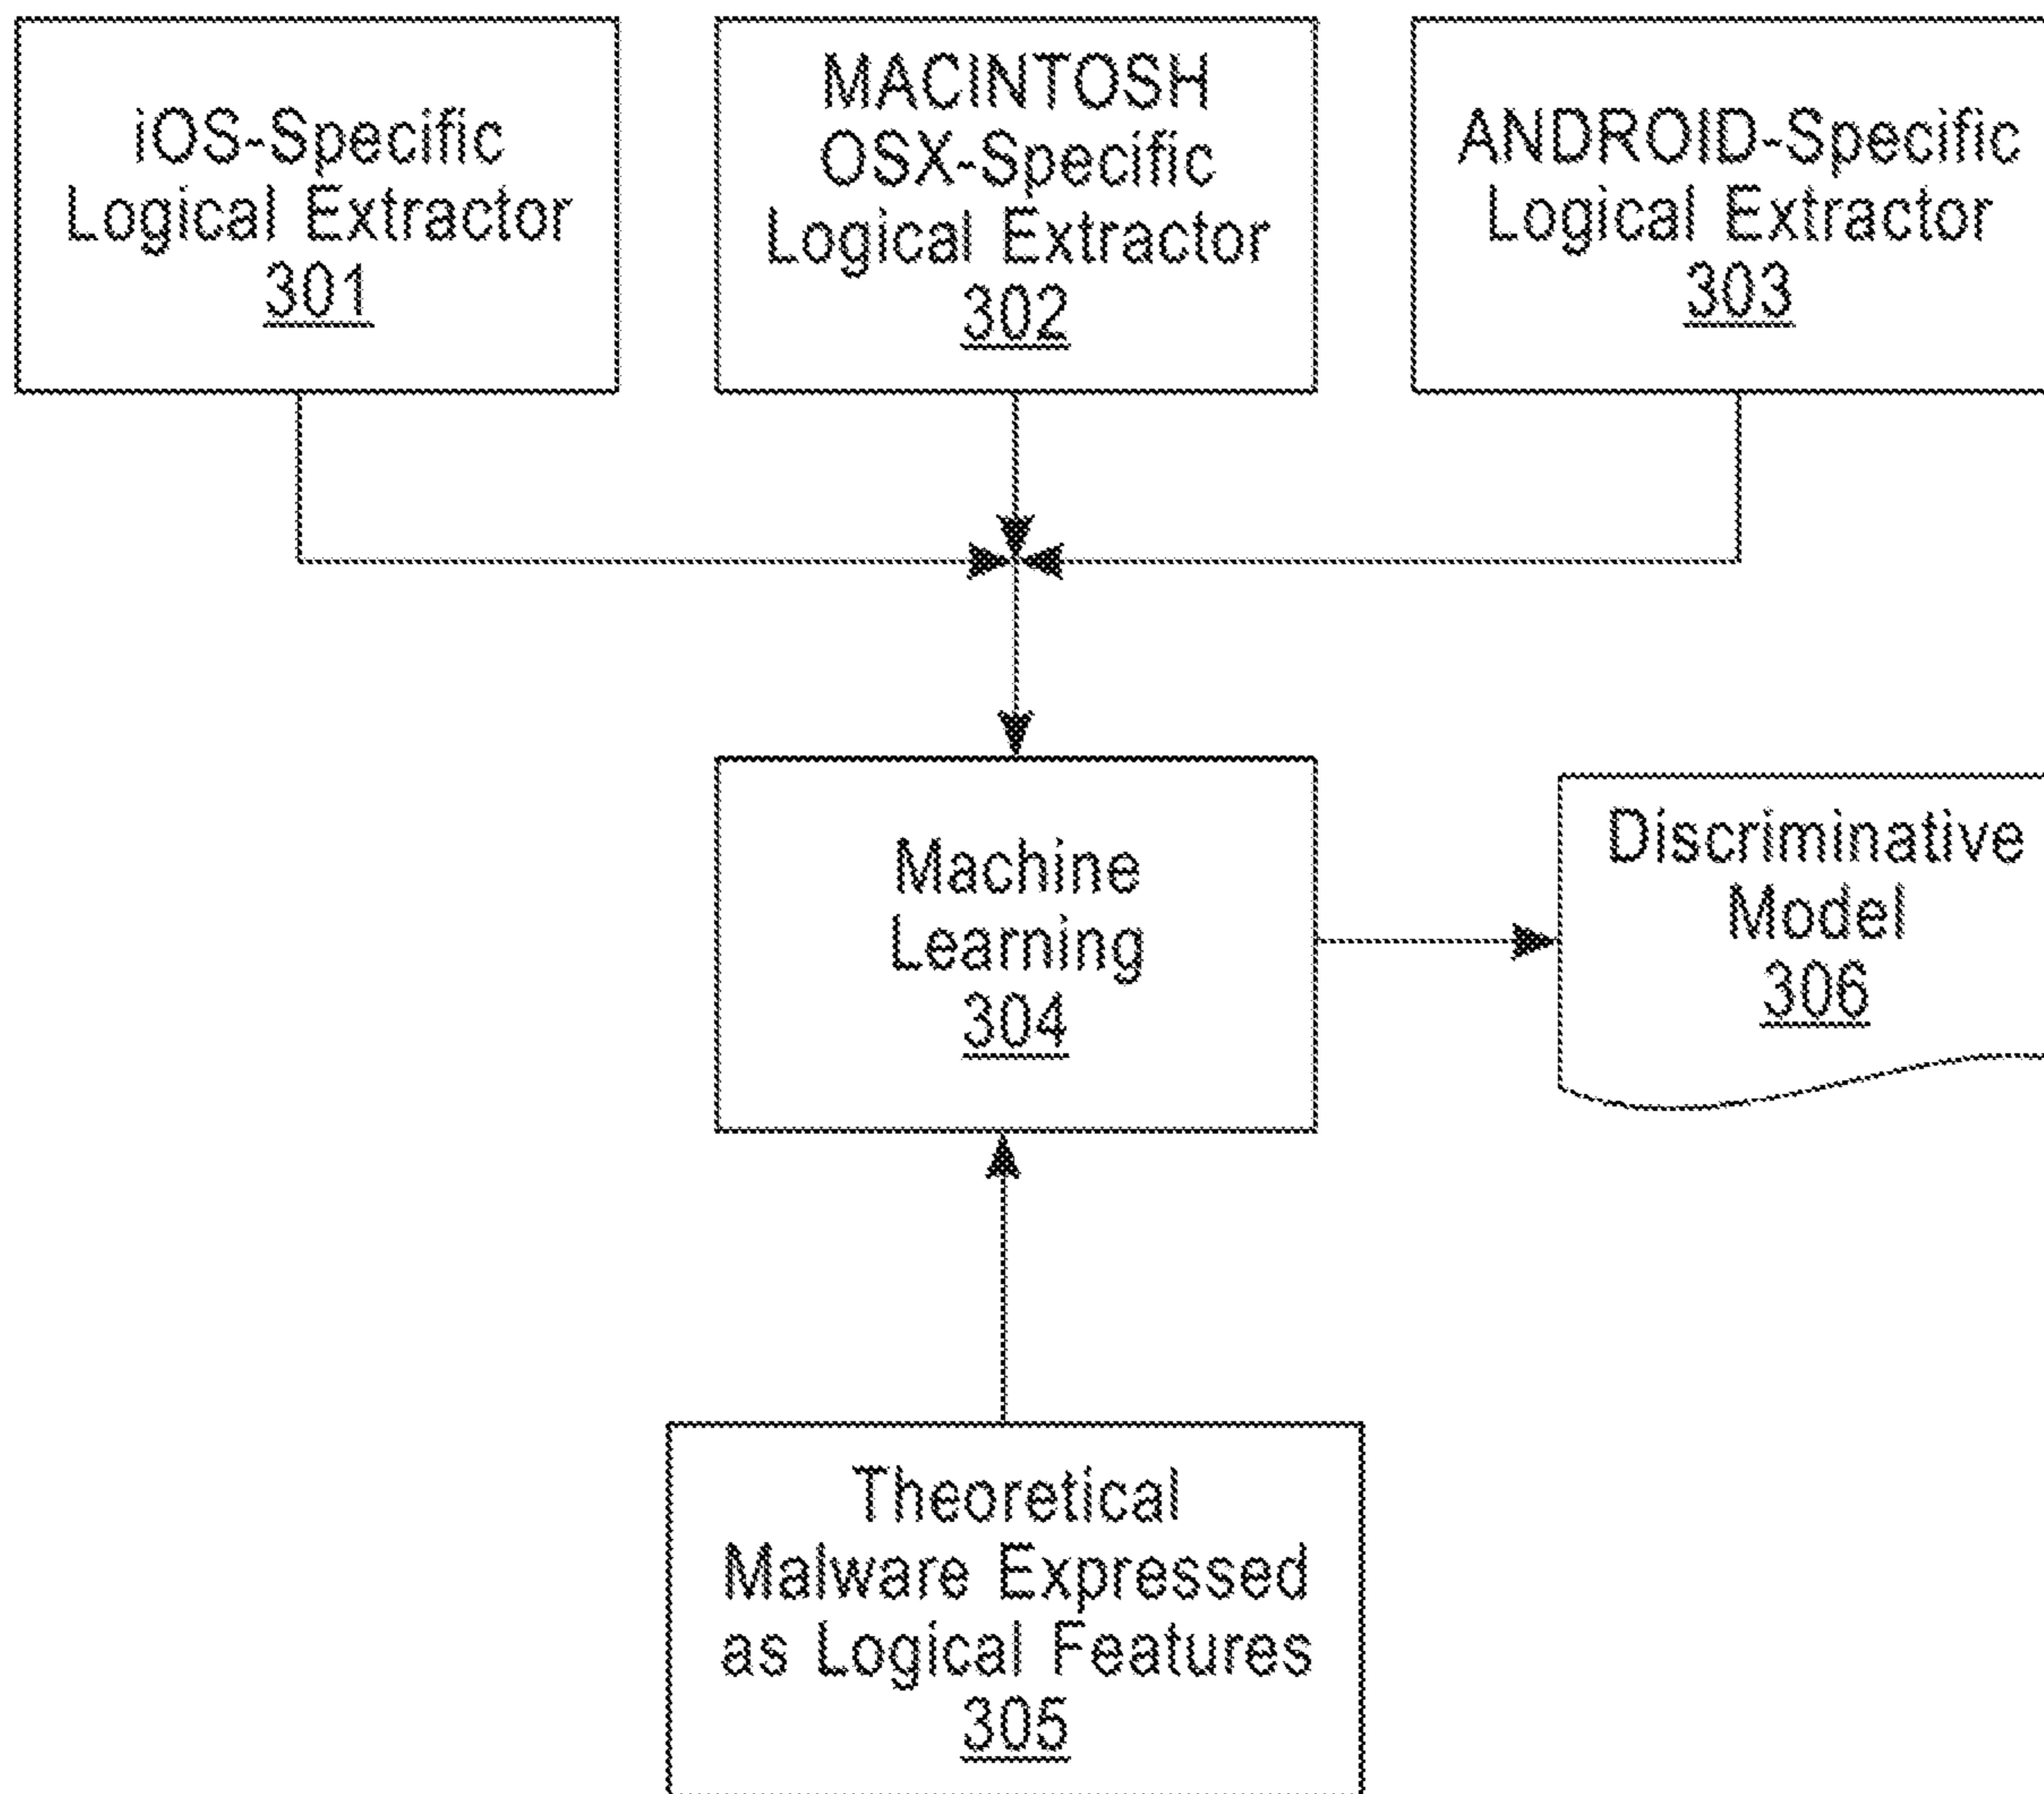 iOS-Specific
Logical Extractor
301
MACINTOSH
OSX-Specific
Logical Extractor
302
ANDROID-Specific
Logical Extractor
303
Machine
Learning
304
Discriminative
Model
306
Theoretical
Malware Expressed
as Logical Features
305